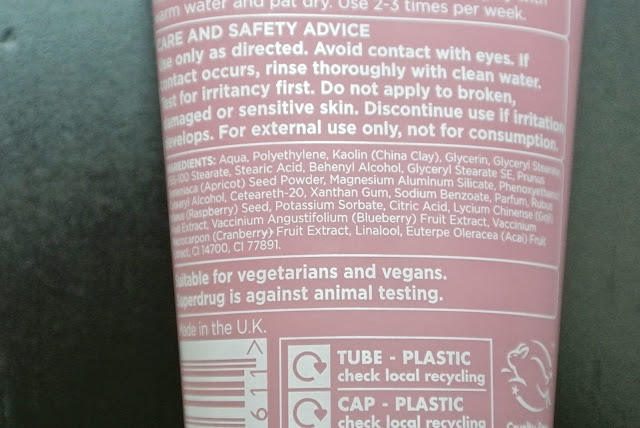 warm water and pat dry. Use 2-3 times per week.
CARE AND SAFETY ADVICE
Use only as directed. Avoid contact with eyes. If
contact occurs, rinse thoroughly with clean water.
Test for irritancy first. Do not apply to broken,
damaged or sensitive skin. Discontinue use if irritation
develops. For external use only, not for consumption.
INGREDIENTS: Aqua, Polyethylene, Kaolin (China Clay), Glycerin, Glyceryl Stearate,
PEG-100 Stearate, Stearic Acid, Behenyl Alcohol, Glyceryl Stearate SE, Prunus
Armeniaca (Apricot) Seed Powder, Magnesium Aluminum Silicate, Phenoxyethanol,
Cetearyl Alcohol, Ceteareth-20, Xanthan Gum, Sodium Benzoate, Parfum, Rubus
Idaeus (Raspberry) Seed, Potassium Sorbate, Citric Acid, Lycium Chinense (Goji)
Fruit Extract, Vaccinium Angustifolium (Blueberry) Fruit Extract, Vaccinium
Macrocarpon (Cranberry) Fruit Extract, Linalool, Euterpe Oleracea (Acai) Fruit
Extract, CI 14700, CI 77891.
Suitable for vegetarians and vegans.
Superdrug is against animal testing.
Made in the U.K.
TUBE - PLASTIC
check local recycling
CAP - PLASTIC
check local recycling
611>